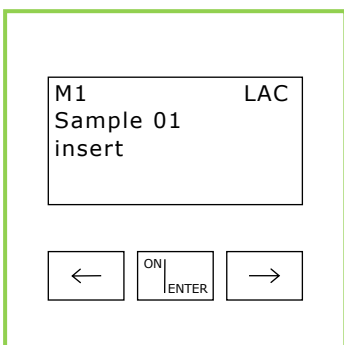 M1 LAC
Sample 01
insert
← ON ENTER →